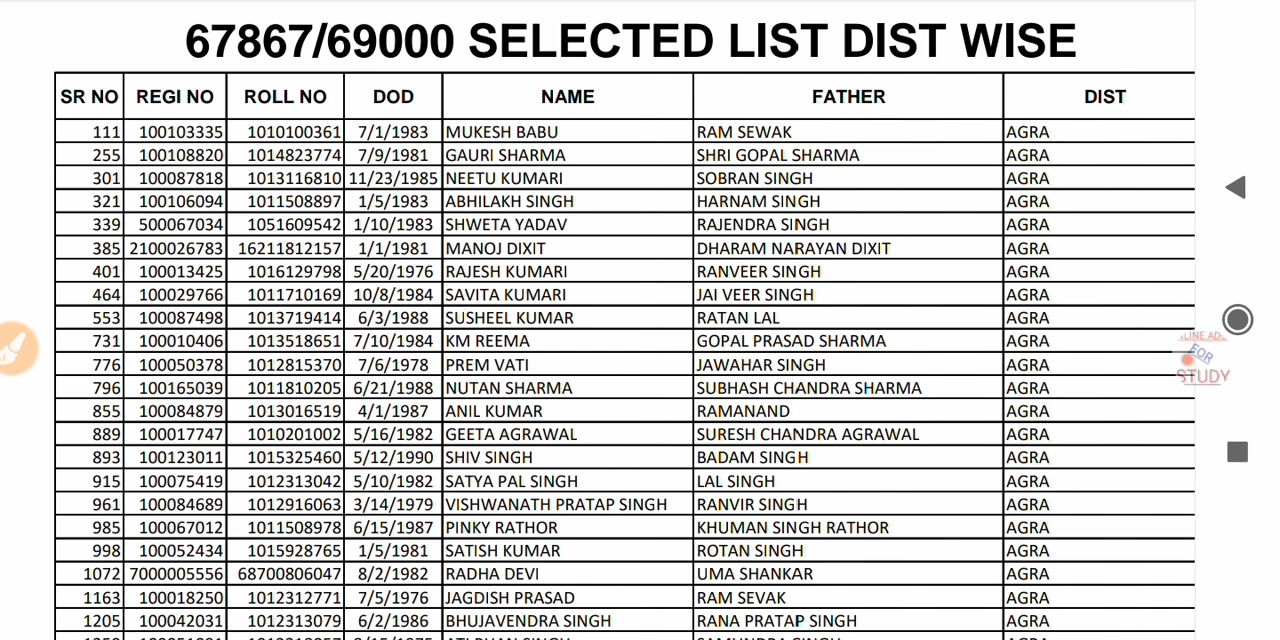 67867/69000 SELECTED LIST DIST WISE
SR NO REGI NO ROLL NO DOD NAME FATHER DIST
111 100103335 1010100361 7/1/1983 MUKESH BABU RAM SEWAK AGRA
255 100108820 1014823774 7/9/1981 GAURI SHARMA SHRI GOPAL SHARMA AGRA
301 100087818 1013116810 11/23/1985 NEETU KUMARI SOBRAN SINGH AGRA
321 100106094 1011508897 1/5/1983 ABHILAKH SINGH HARNAM SINGH AGRA
339 500067034 1051609542 1/10/1983 SHWETA YADAV RAJENDRA SINGH AGRA
385 2100026783 16211812157 1/1/1981 MANOJ DIXIT DHARAM NARAYAN DIXIT AGRA
401 100013425 1016129798 5/20/1976 RAJESH KUMARI RANVEER SINGH AGRA
464 100029766 1011710169 10/8/1984 SAVITA KUMARI JAI VEER SINGH AGRA
553 100087498 1013719414 6/3/1988 SUSHEEL KUMAR RATAN LAL AGRA
731 100010406 1013518651 7/10/1984 KM REEMA GOPAL PRASAD SHARMA AGRA
776 100050378 1012815370 7/6/1978 PREM VATI JAWAHAR SINGH AGRA
796 100165039 1011810205 6/21/1988 NUTAN SHARMA SUBHASH CHANDRA SHARMA AGRA
855 100084879 1013016519 4/1/1987 ANIL KUMAR RAMANAND AGRA
889 100017747 1010201002 5/16/1982 GEETA AGRAWAL SURESH CHANDRA AGRAWAL AGRA
893 100123011 1015325460 5/12/1990 SHIV SINGH BADAM SINGH AGRA
915 100075419 1012313042 5/10/1982 SATYA PAL SINGH LAL SINGH AGRA
961 100084689 1012916063 3/14/1979 VISHWANATH PRATAP SINGH RANVIR SINGH AGRA
985 100067012 1011508978 6/15/1987 PINKY RATHOR KHUMAN SINGH RATHOR AGRA
998 100052434 1015928765 1/5/1981 SATISH KUMAR ROTAN SINGH AGRA
1072 7000005556 68700806047 8/2/1982 RADHA DEVI UMA SHANKAR AGRA
1163 100018250 1012312771 7/5/1976 JAGDISH PRASAD RAM SEVAK AGRA
1205 100042031 1012313079 6/2/1986 BHUJAVENDRA SINGH RANA PRATAP SINGH AGRA
FOR
STUDY